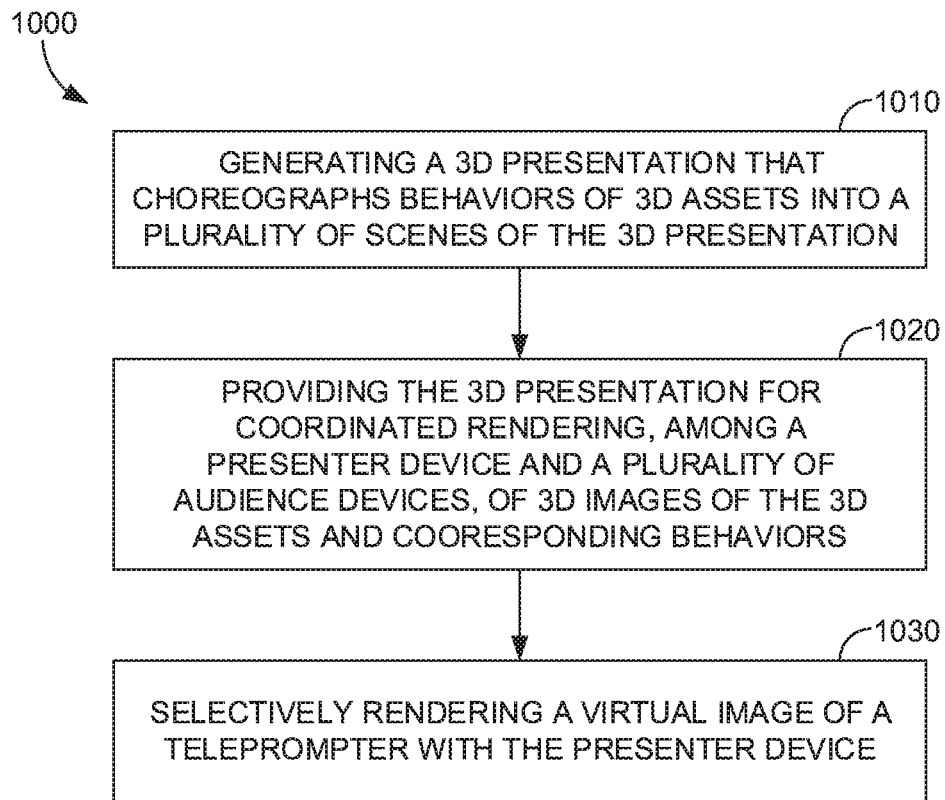 1000
1010
GENERATING A 3D PRESENTATION THAT
CHOREOGRAPHS BEHAVIORS OF 3D ASSETS INTO A
PLURALITY OF SCENES OF THE 3D PRESENTATION
1020
PROVIDING THE 3D PRESENTATION FOR
COORDINATED RENDERING, AMONG A
PRESENTER DEVICE AND A PLURALITY OF
AUDIENCE DEVICES, OF 3D IMAGES OF THE 3D
ASSETS AND COORESPONDING BEHAVIORS
1030
SELECTIVELY RENDERING A VIRTUAL IMAGE OF A
TELEPROMPTER WITH THE PRESENTER DEVICE